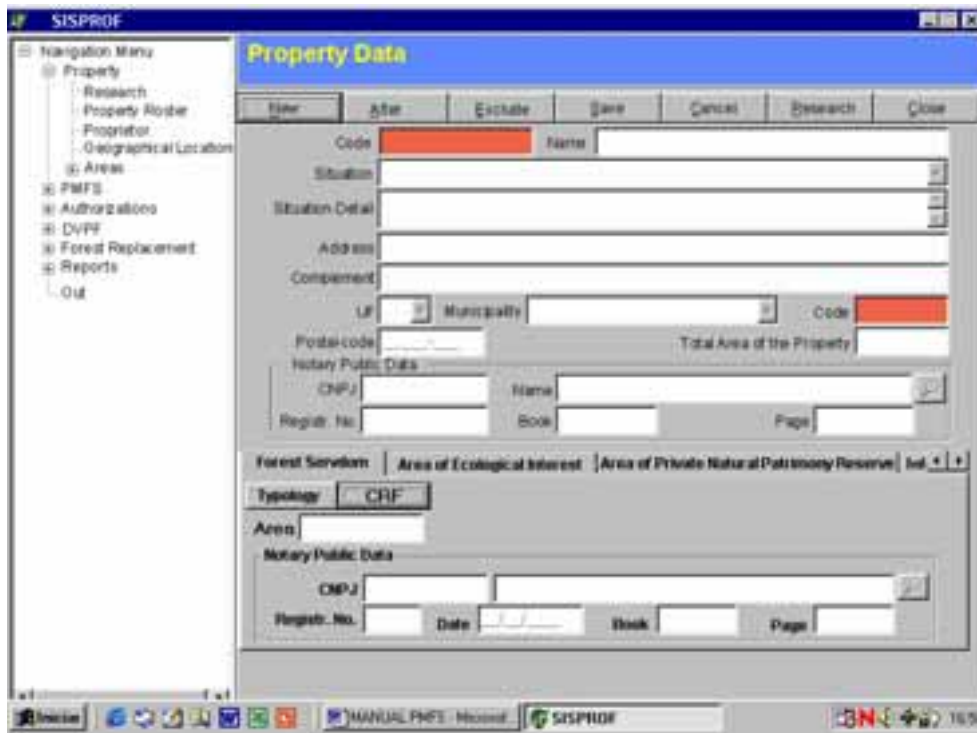 SISPROF
Navigation Menu
Property
Research
Property Roster
Proprietor
Geographical Location
Areas
PMFS
Authorizations
DVPF
Forest Replacement
Reports
Out
Property Data
New Alter Exclude Save Cancel Research Close
Code Name
Situation
Situation Detail
Address
Complement
UF Municipality Code
Postal-code Total Area of the Property
Notary Public Data
CNPJ Name
Registr. No. Book Page
Forest Servdom Area of Ecological Interest Area of Private Natural Patrimony Reserve
Typology CRF
Area
Notary Public Data
CNPJ
Registr. No. Date Book Page
Iniciar MANUAL PMFS - Microsof SISPROF